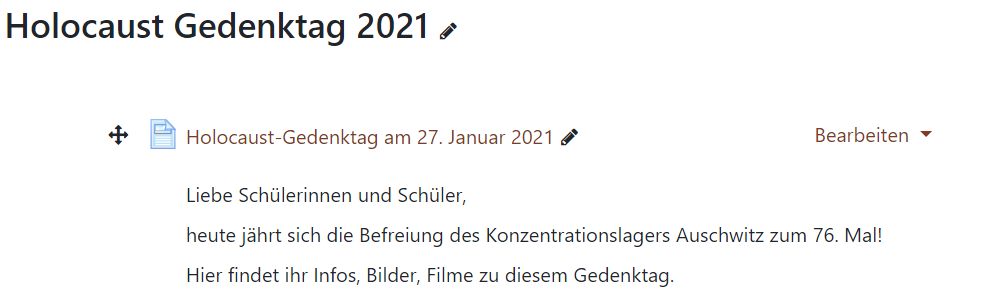 Holocaust Gedenktag 2021
Holocaust-Gedenktag am 27. Januar 2021
Bearbeiten
Liebe Schülerinnen und Schüler,
heute jährt sich die Befreiung des Konzentrationslagers Auschwitz zum 76. Mal!
Hier findet ihr Infos, Bilder, Filme zu diesem Gedenktag.